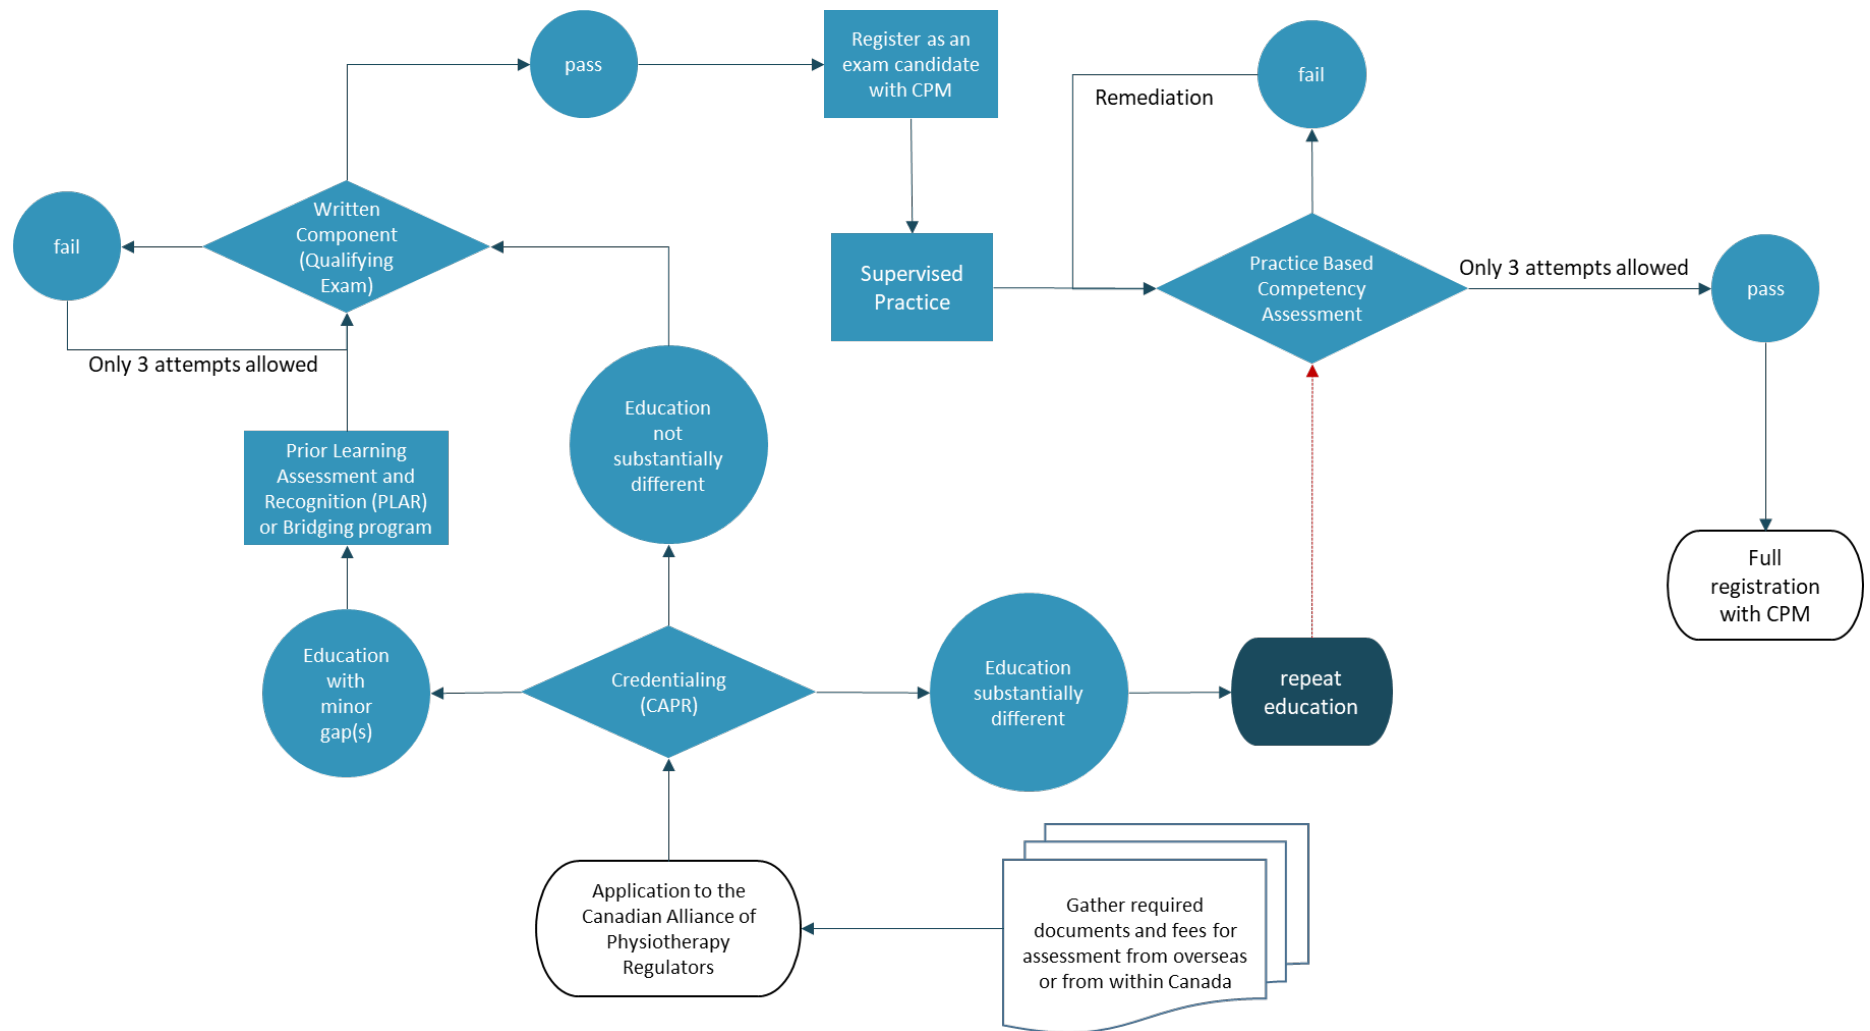 pass
Register as an
exam candidate
with CPM
fail
Remediation
fail
Written
Component
(Qualifying
Exam)
Only 3 attempts allowed
Supervised
Practice
Practice Based
Competency
Assessment
Only 3 attempts allowed
pass
Prior Learning
Assessment and
Recognition (PLAR)
or Bridging program
Education
not
substantially
different
Full
registration
with CPM
Education
with
minor
gap(s)
Credentialing
(CAPR)
Education
substantially
different
repeat
education
Application to the
Canadian Alliance of
Physiotherapy
Regulators
Gather required
documents and fees for
assessment from overseas
or from within Canada